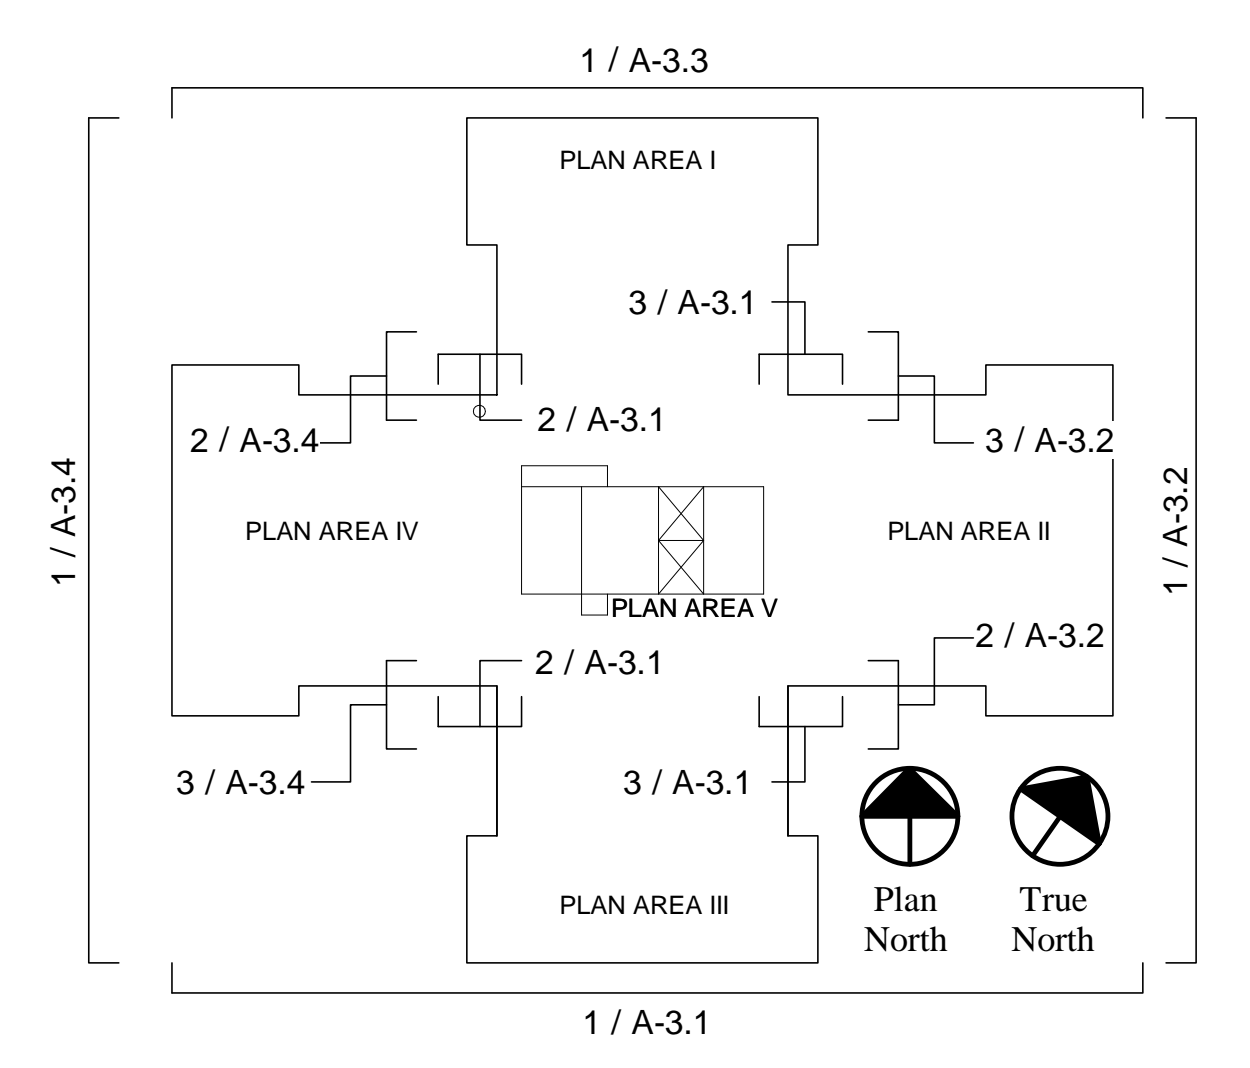 1 / A-3.3
PLAN AREA I
3 / A-3.1
2 / A-3.4
2 / A-3.1
3 / A-3.2
1 / A-3.4
PLAN AREA IV
PLAN AREA II
1 / A-3.2
PLAN AREA V
2 / A-3.1
2 / A-3.2
3 / A-3.4
3 / A-3.1
PLAN AREA III
Plan
North
True
North
1 / A-3.1